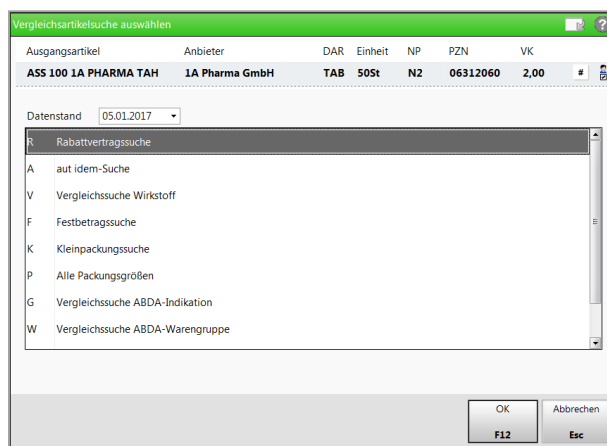 Vergleichsartikelsuche auswählen
Ausgangsartikel Anbieter DAR Einheit NP PZN VK
ASS 100 1A PHARMA TAH 1A Pharma GmbH TAB 50St N2 06312060 2,00 #
Datenstand 05.01.2017
R Rabattvertragssuche
A aut idem-Suche
V Vergleichssuche Wirkstoff
F Festbetragssuche
K Kleinpackungssuche
P Alle Packungsgrößen
G Vergleichssuche ABDA-Indikation
W Vergleichssuche ABDA-Warengruppe
OK Abbrechen
F12 Esc